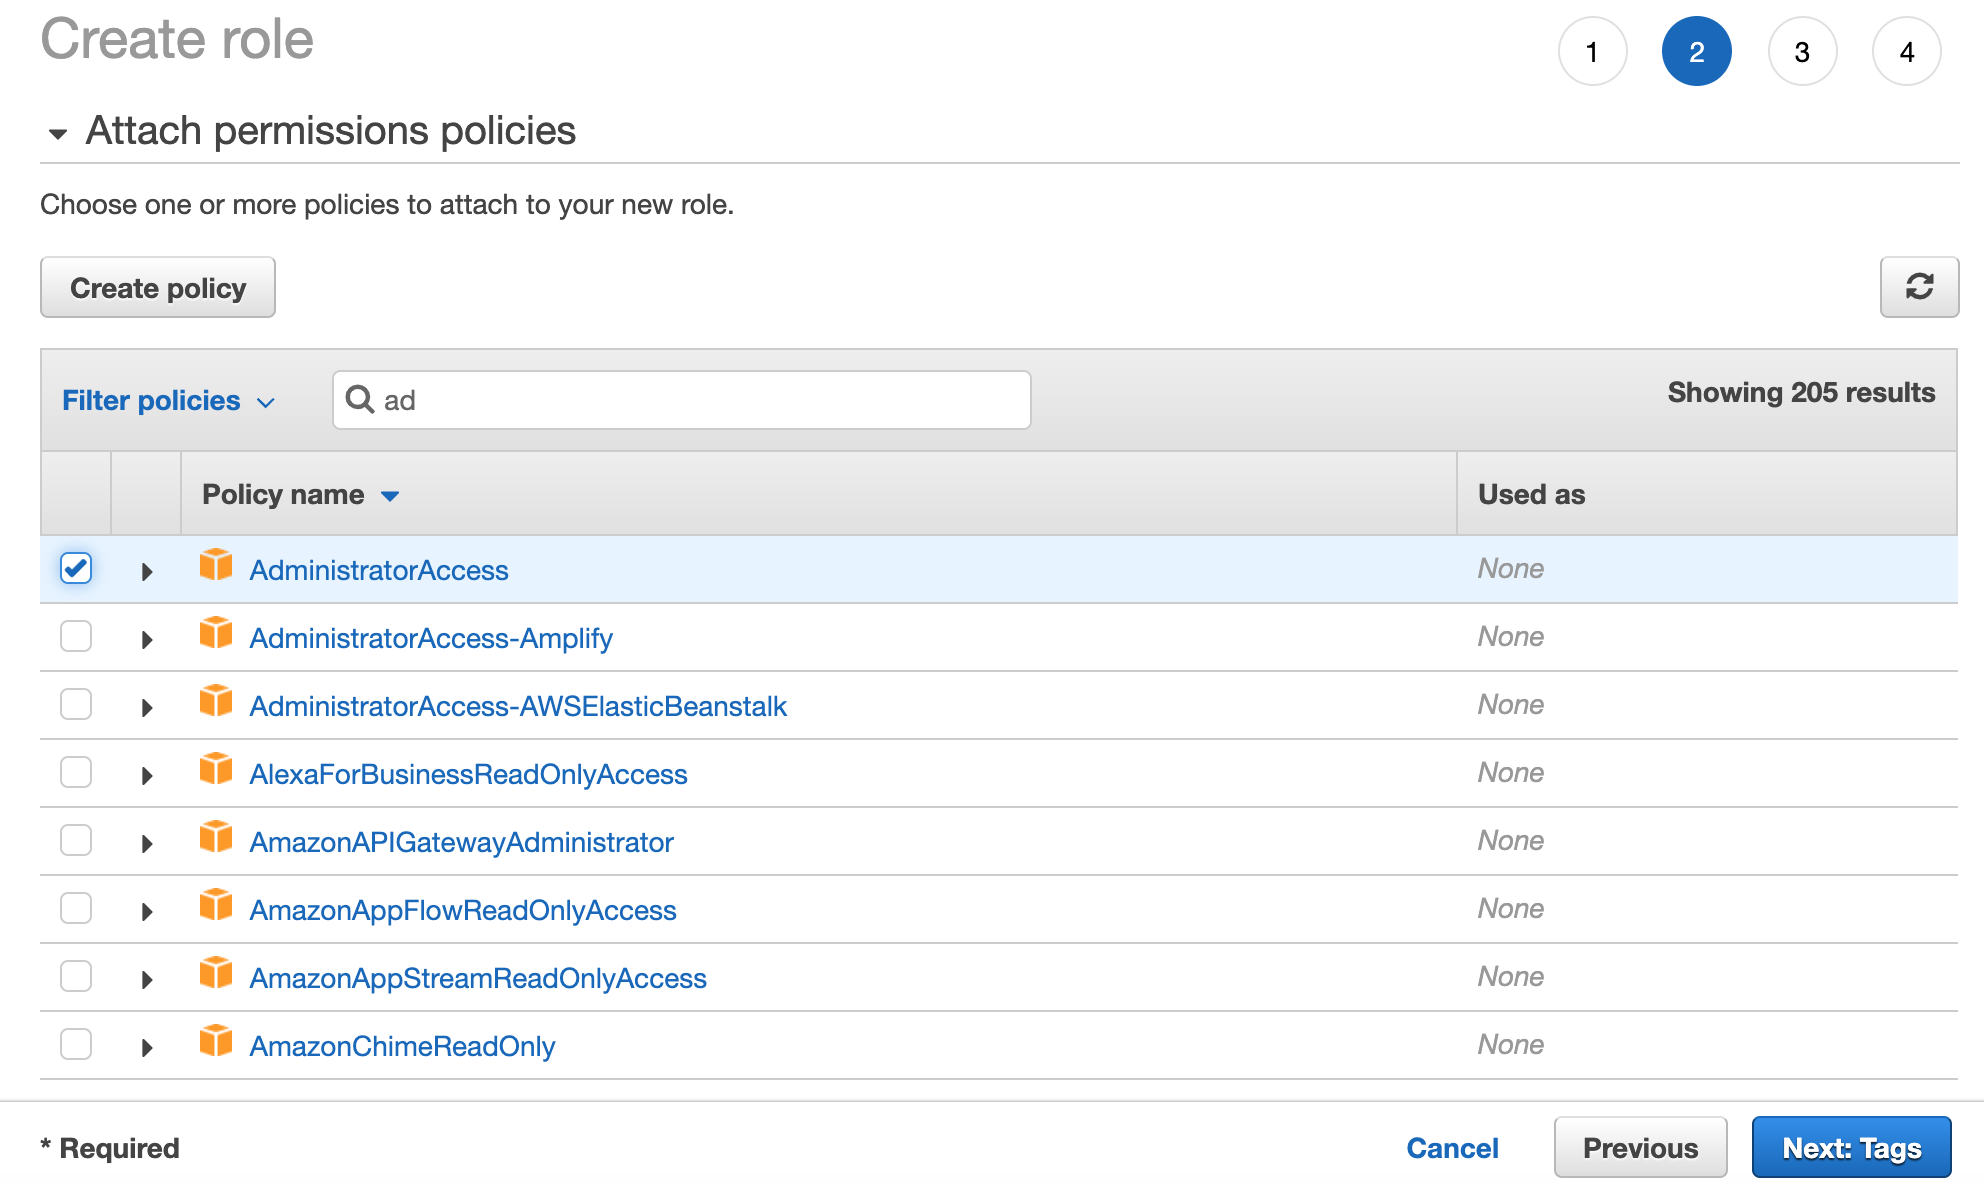 Create role
1 2 3 4
Attach permissions policies
Choose one or more policies to attach to your new role.
Create policy
Filter policies ad Showing 205 results
Policy name Used as
AdministratorAccess None
AdministratorAccess-Amplify None
AdministratorAccess-AWSElasticBeanstalk None
AlexaForBusinessReadOnlyAccess None
AmazonAPIGatewayAdministrator None
AmazonAppFlowReadOnlyAccess None
AmazonAppStreamReadOnlyAccess None
AmazonChimeReadOnly None
* Required Cancel Previous Next: Tags